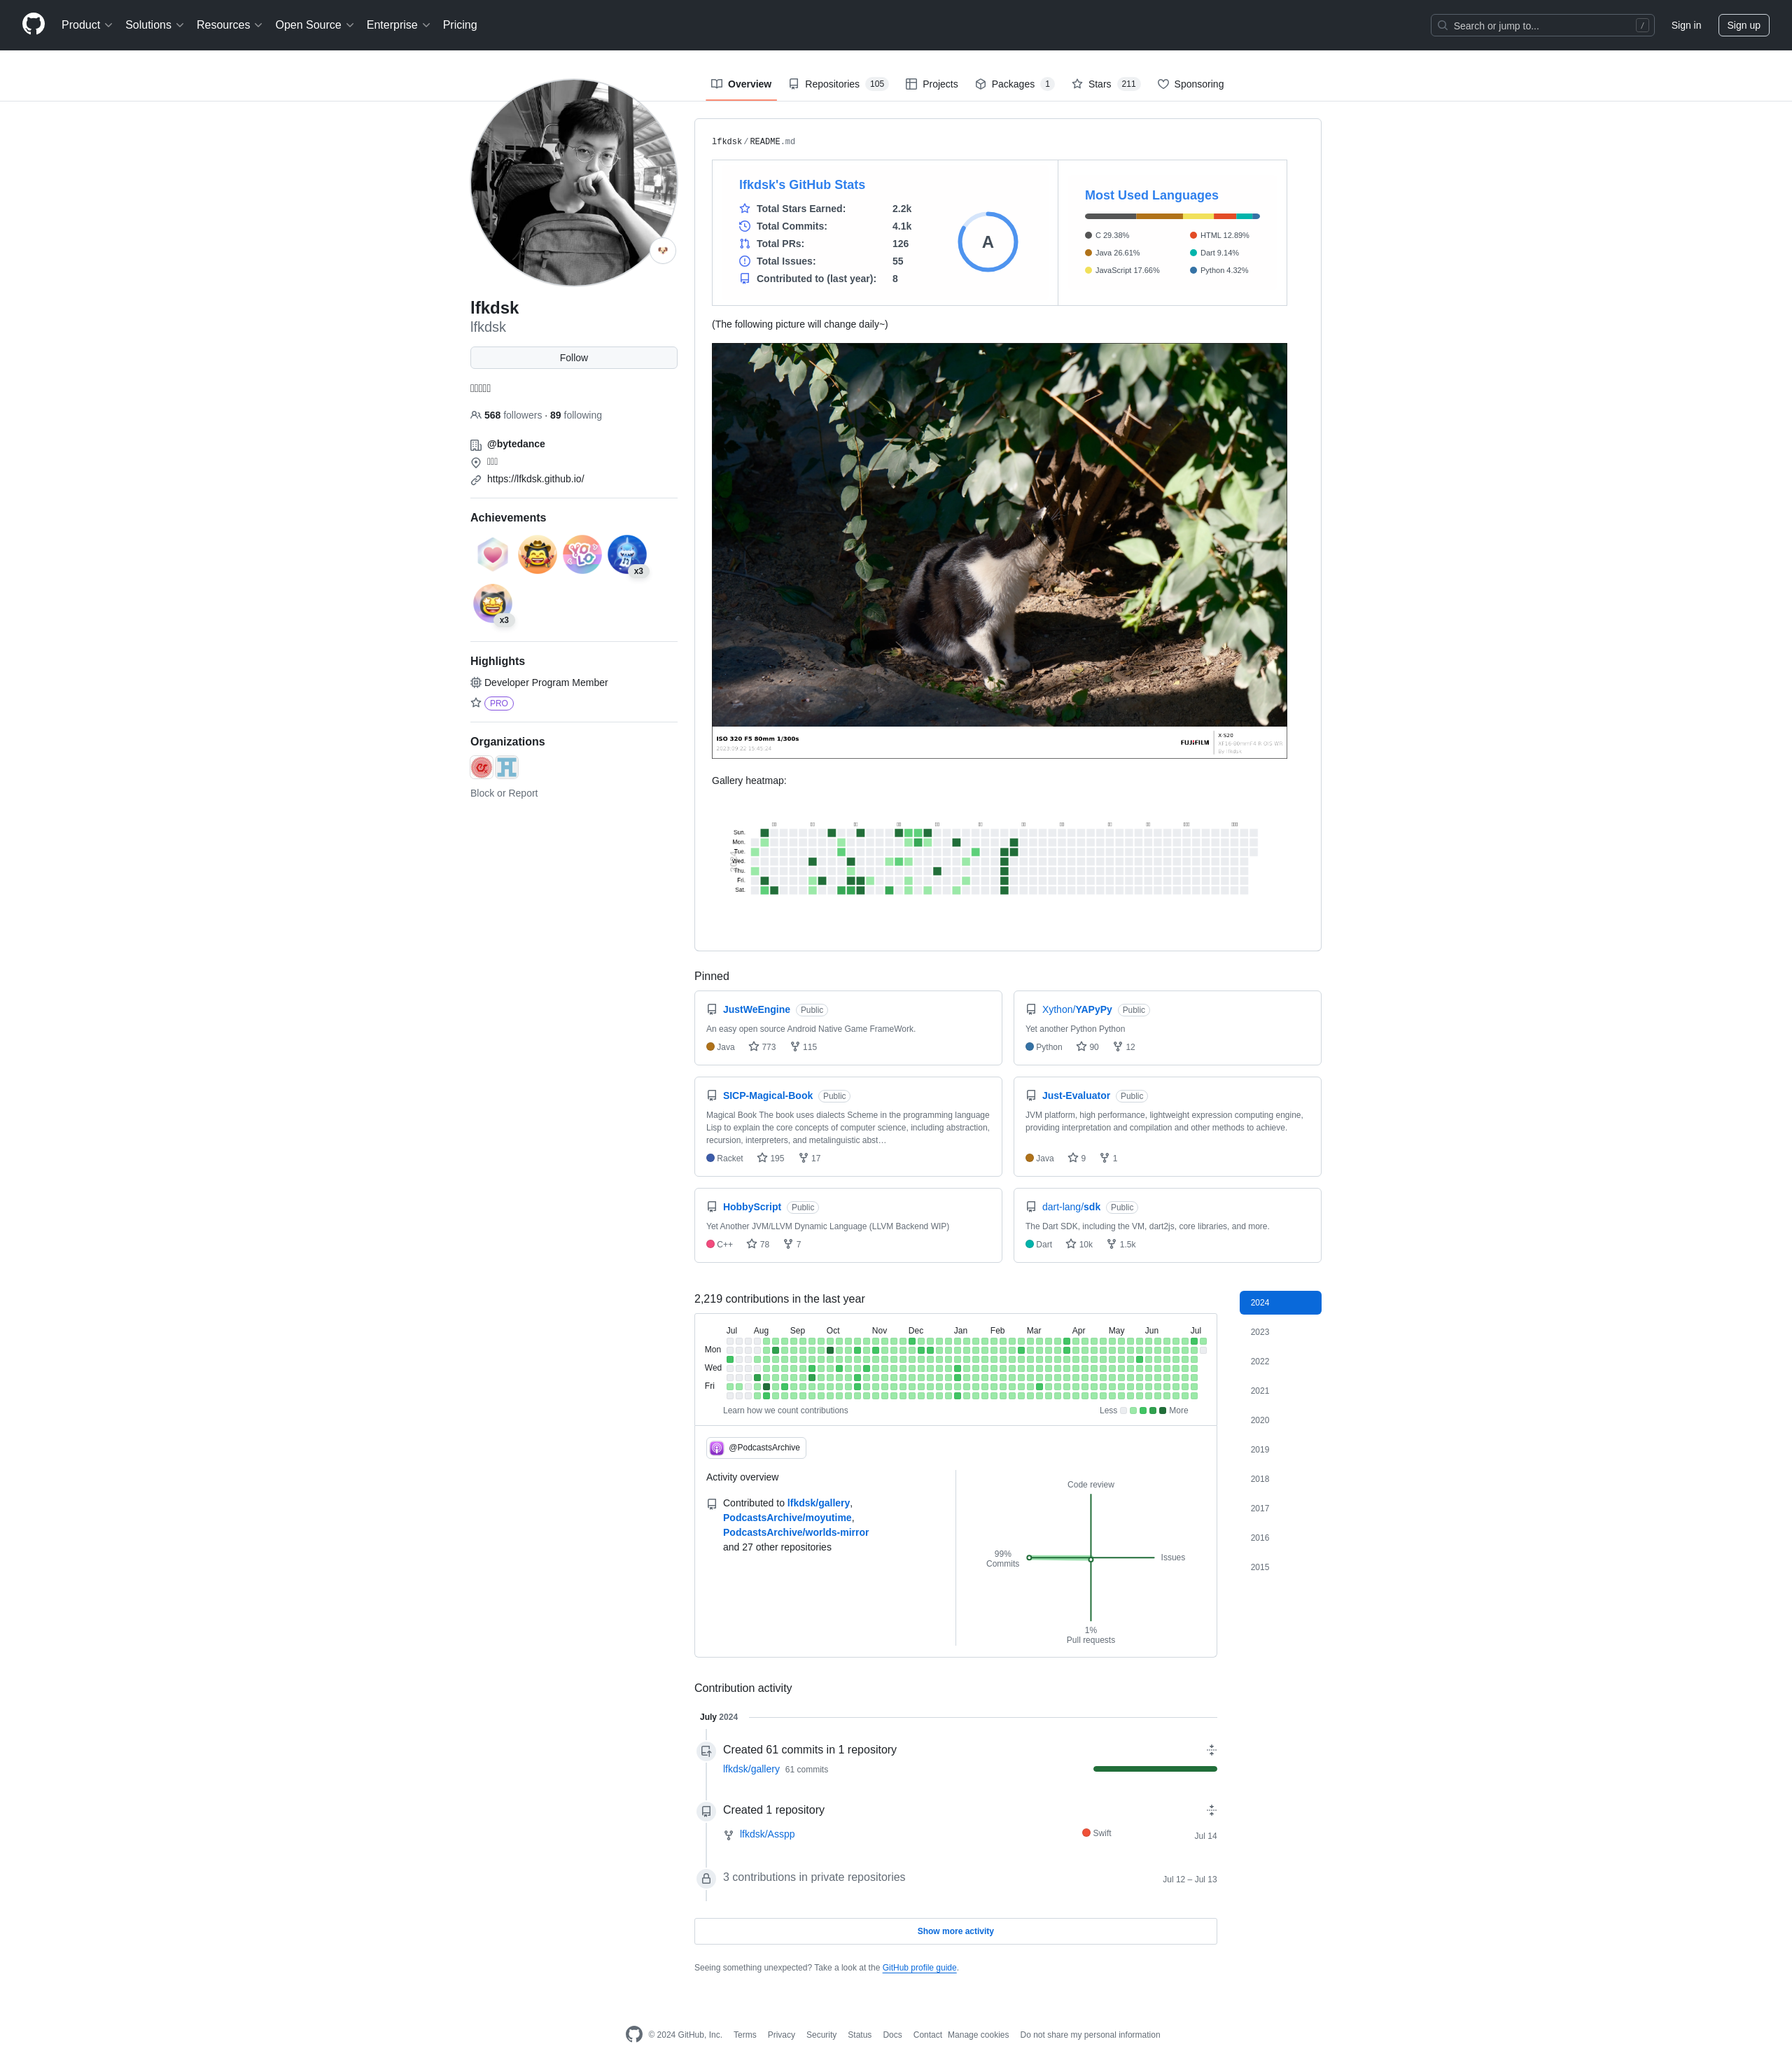 Product Solutions Resources Open Source Enterprise Pricing
Search or jump to... /
Sign in
Sign up
Overview Repositories 105 Projects Packages 1 Stars 211 Sponsoring
lfkdsk
lfkdsk
Follow
568 followers · 89 following
@bytedance
https://lfkdsk.github.io/
Achievements
YOLO
x3
x3
Highlights
Developer Program Member
PRO
Organizations
Block or Report
lfkdsk/README.md
lfkdsk's GitHub Stats
Total Stars Earned: 2.2k
Total Commits: 4.1k
Total PRs: 126
Total Issues: 55
Contributed to (last year): 8
A
Most Used Languages
C 29.38%
Java 26.61%
JavaScript 17.66%
HTML 12.89%
Dart 9.14%
Python 4.32%
(The following picture will change daily~)
ISO 320 F5 80mm 1/300s
2023:09:22 15:45:24
FUJIFILM
X-S20
Gallery heatmap:
Sun.
Mon.
Tue.
Wed.
Thu.
Fri.
Sat.
Pinned
JustWeEngine Public
An easy open source Android Native Game FrameWork.
Java 773 115
Xython/YAPyPy Public
Yet another Python Python
Python 90 12
SICP-Magical-Book Public
Magical Book The book uses dialects Scheme in the programming language
Lisp to explain the core concepts of computer science, including abstraction,
recursion, interpreters, and metalinguistic abst…
Racket 195 17
Just-Evaluator Public
JVM platform, high performance, lightweight expression computing engine,
providing interpretation and compilation and other methods to achieve.
Java 9 1
HobbyScript Public
Yet Another JVM/LLVM Dynamic Language (LLVM Backend WIP)
C++ 78 7
dart-lang/sdk Public
The Dart SDK, including the VM, dart2js, core libraries, and more.
Dart 10k 1.5k
2,219 contributions in the last year
Jul Aug Sep Oct Nov Dec Jan Feb Mar Apr May Jun Jul
Mon
Wed
Fri
Learn how we count contributions
Less More
@PodcastsArchive
Activity overview
Contributed to lfkdsk/gallery,
PodcastsArchive/moyutime,
PodcastsArchive/worlds-mirror
and 27 other repositories
Code review
99%
Commits
Issues
1%
Pull requests
2024
2023
2022
2021
2020
2019
2018
2017
2016
2015
Contribution activity
July 2024
Created 61 commits in 1 repository
lfkdsk/gallery 61 commits
Created 1 repository
lfkdsk/Asspp Swift Jul 14
3 contributions in private repositories Jul 12 – Jul 13
Show more activity
Seeing something unexpected? Take a look at the GitHub profile guide.
© 2024 GitHub, Inc. Terms Privacy Security Status Docs Contact Manage cookies Do not share my personal information